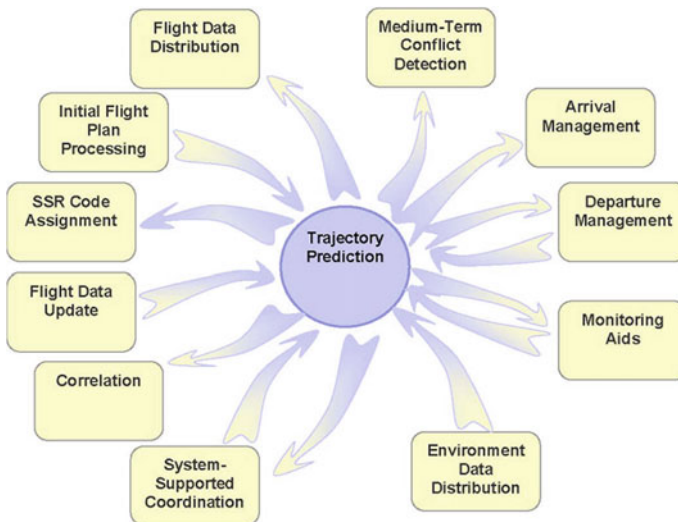 Flight Data
Distribution
Medium-Term
Conflict
Detection
Initial Flight
Plan
Processing
Arrival
Management
SSR Code
Assignment
Departure
Management
Trajectory
Prediction
Flight Data
Update
Monitoring
Aids
Correlation
System-
Supported
Coordination
Environment
Data
Distribution